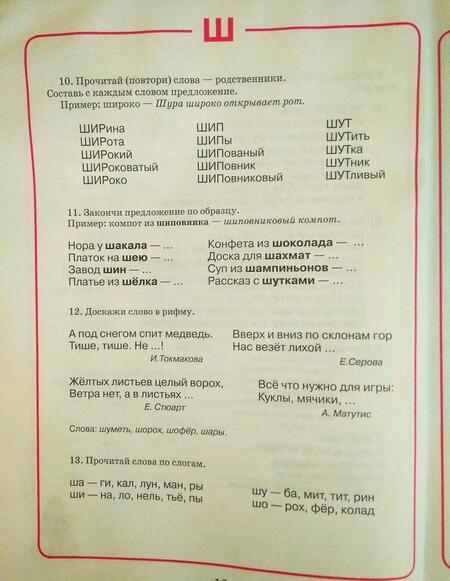 Ш
10. Прочитай (повтори) слова — родственники.
Составь с каждым словом предложение.
Пример: широко — Шура широко открывает рот.
ШИРина ШИП ШУТ
ШИРота ШИПы ШУТить
ШИРокий ШИПованый ШУТка
ШИРоковатый ШИПовник ШУТник
ШИРоко ШИПовниковый ШУТливый
11. Закончи предложение по образцу.
Пример: компот из шиповника — шиповниковый компот.
Нора у шакала — ... Конфета из шоколада — ...
Платок на шею — ... Доска для шахмат — ...
Завод шин — ... Суп из шампиньонов — ...
Платье из шёлка — ... Рассказ с шутками — ...
12. Доскажи слово в рифму.
А под снегом спит медведь.
Тише, тише. Не ...!
И.Токмакова
Вверх и вниз по склонам гор
Нас везёт лихой ...
Е.Серова
Жёлтых листьев целый ворох,
Ветра нет, а в листьях ...
Е. Стюарт
Всё что нужно для игры:
Куклы, мячики, ...
А. Матутис
Слова: шуметь, шорох, шофёр, шары.
13. Прочитай слова по слогам.
ша — ги, кал, лун, ман, ры
ши — на, ло, нель, тьё, пы
шу — ба, мит, тит, рин
шо — рох, фёр, колад